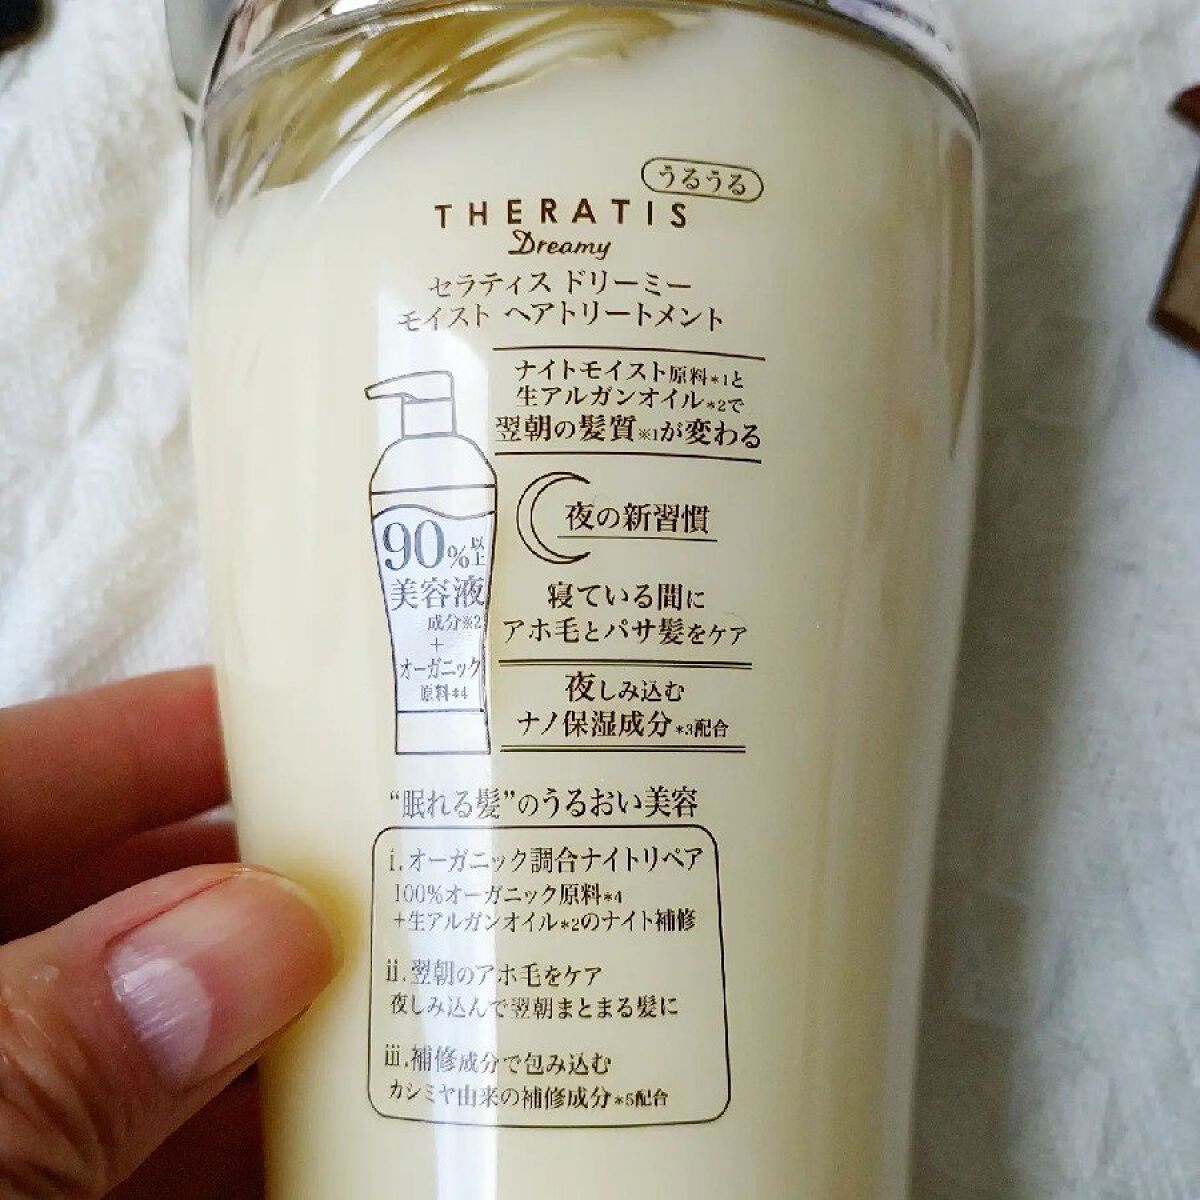 うるうる
THERATIS
Dreamy
セラティス ドリーミー
モイスト ヘアトリートメント
ナイトモイスト原料*1と
生アルガンオイル*2で
翌朝の髪質※1が変わる
夜の新習慣
寝ている間に
アホ毛とパサ髪をケア
夜しみ込む
ナノ保湿成分*3配合
90%以上
美容液
成分※2
+
オーガニック
原料*4
“眠れる髪”のうるおい美容
i.オーガニック調合ナイトリペア
100%オーガニック原料*4
+生アルガンオイル*2のナイト補修
ii.翌朝のアホ毛をケア
夜しみ込んで翌朝まとまる髪に
iii.補修成分で包み込む
カシミヤ由来の補修成分*5配合